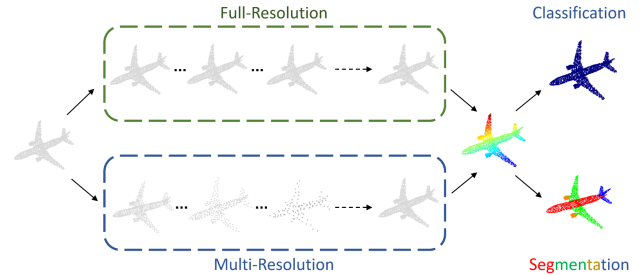 Full-Resolution
Classification
Multi-Resolution
Segmentation